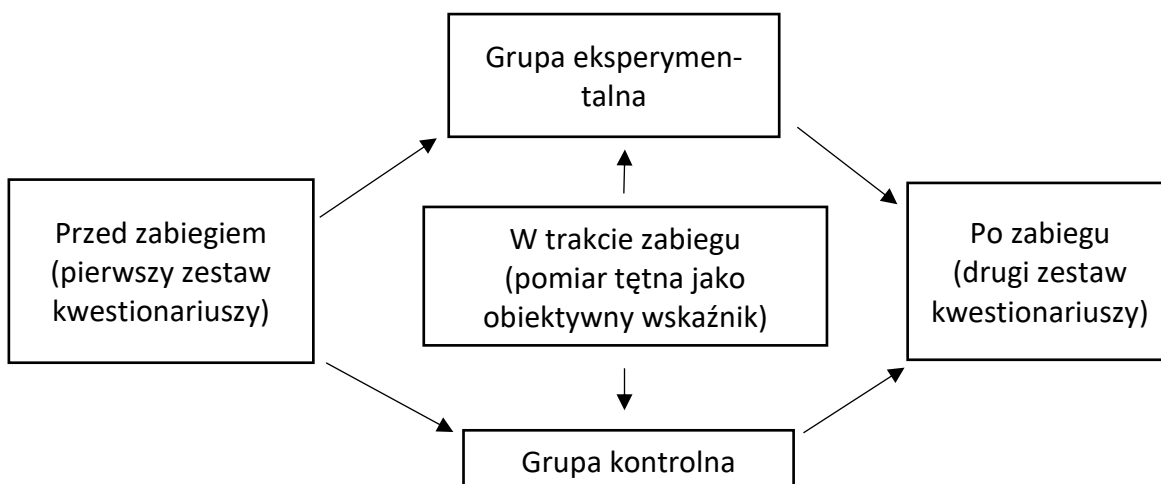 Grupa eksperymen-
talna
Przed zabiegiem
(pierwszy zestaw
kwestionariuszy)
W trakcie zabiegu
(pomiar tętna jako
obiektywny wskaźnik)
Po zabiegu
(drugi zestaw
kwestionariuszy)
Grupa kontrolna